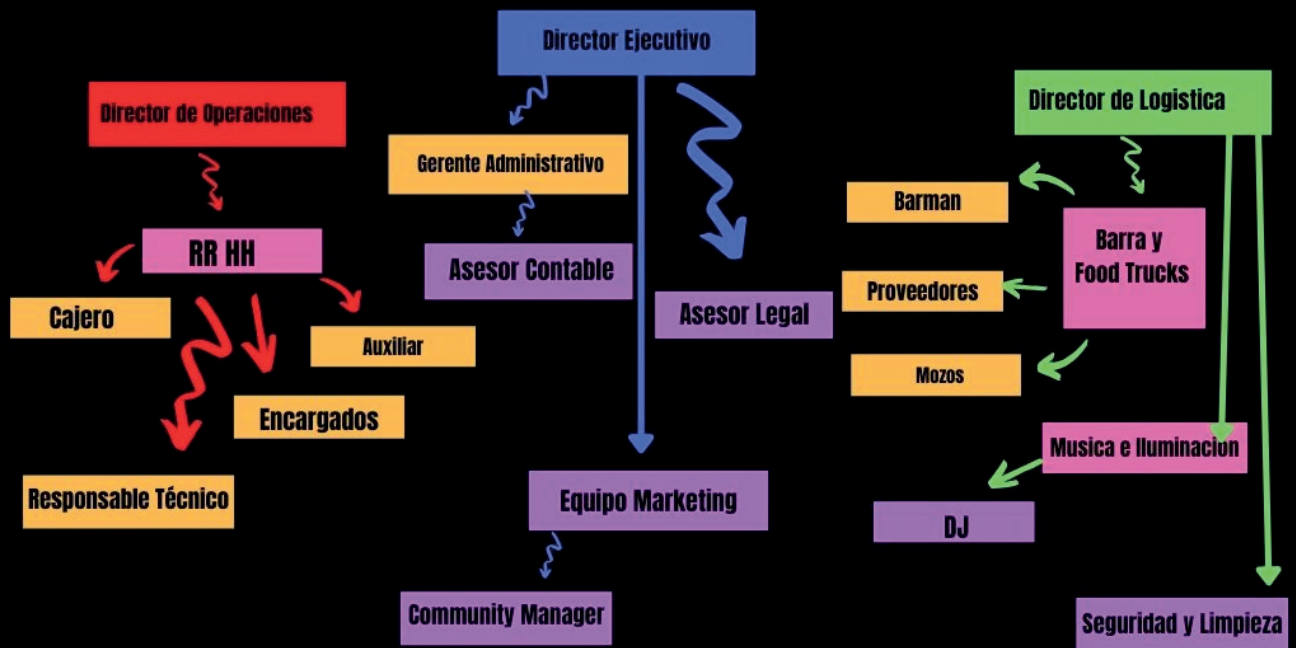 Director Ejecutivo
Director de Operaciones
Director de Logistica
Gerente Administrativo
Barman
RR HH
Asesor Contable
Barra y
Food Trucks
Proveedores
Cajero
Asesor Legal
Auxiliar
Mozos
Encargados
Musica e Iluminación
Responsable Técnico
Equipo Marketing
DJ
Community Manager
Seguridad y Limpieza